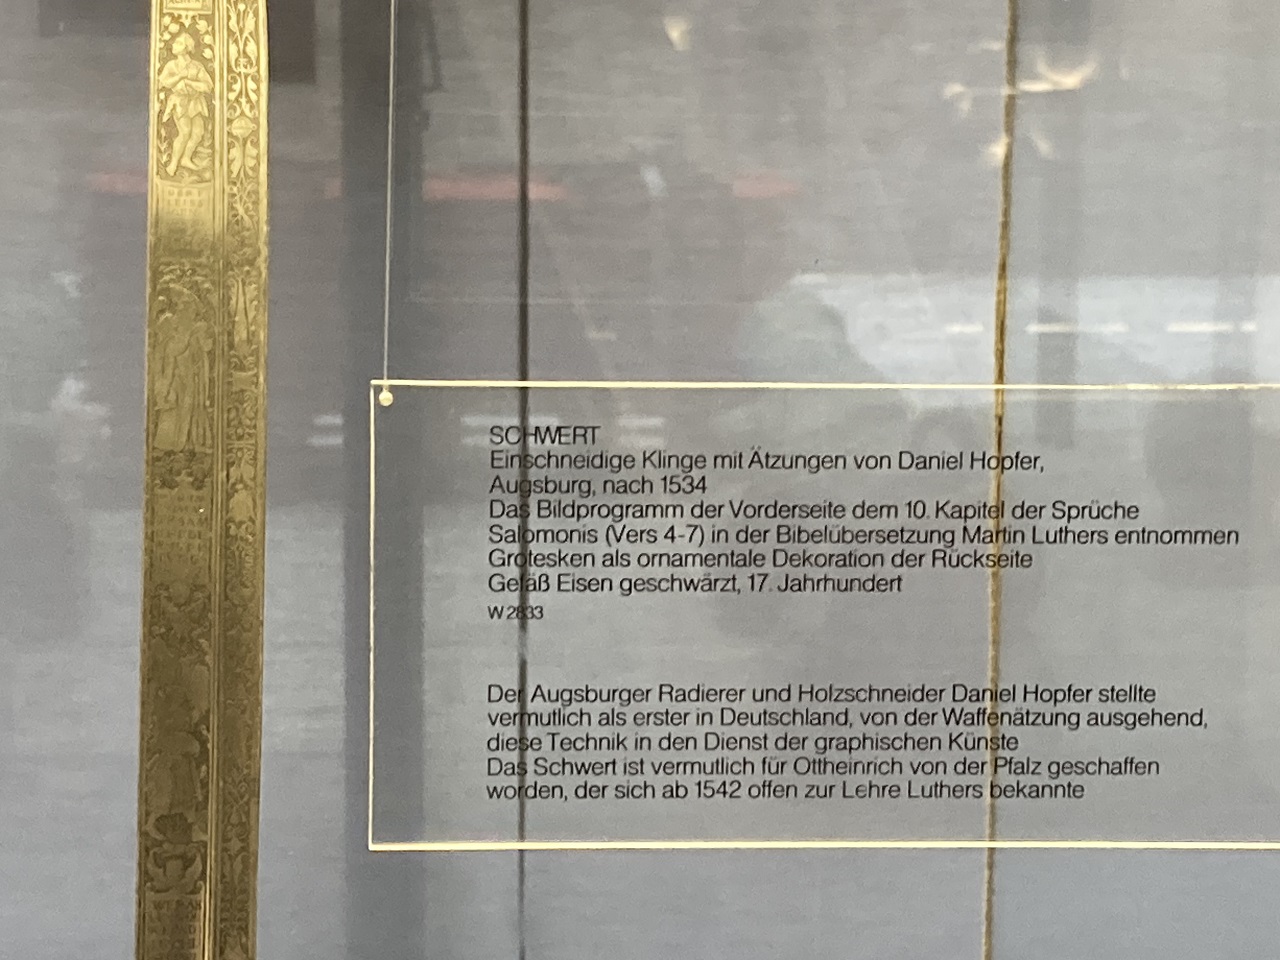 SCHWERT
Einschneidige Klinge mit Ätzungen von Daniel Hopfer,
Augsburg, nach 1534
Das Bildprogramm der Vorderseite dem 10. Kapitel der Sprüche
Salomonis (Vers 4-7) in der Bibelübersetzung Martin Luthers entnommen
Grotesken als ornamentale Dekoration der Rückseite
Gefäß Eisen geschwärzt, 17. Jahrhundert
W 2833
Der Augsburger Radierer und Holzschneider Daniel Hopfer stellte
vermutlich als erster in Deutschland, von der Waffenätzung ausgehend,
diese Technik in den Dienst der graphischen Künste
Das Schwert ist vermutlich für Ottheinrich von der Pfalz geschaffen
worden, der sich ab 1542 offen zur Lehre Luthers bekannte